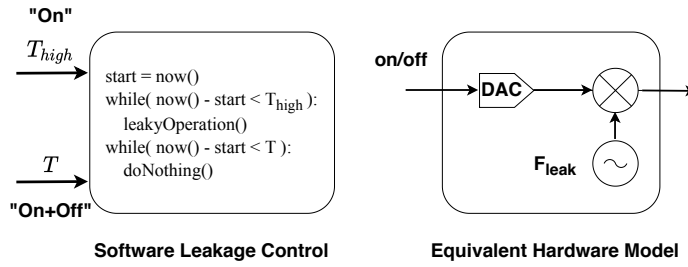 "On"
T_high
start = now()
while( now() - start < T_high ):
leakyOperation()
while( now() - start < T ):
doNothing()
T
"On+Off"
Software Leakage Control
on/off
DAC
F_leak
Equivalent Hardware Model